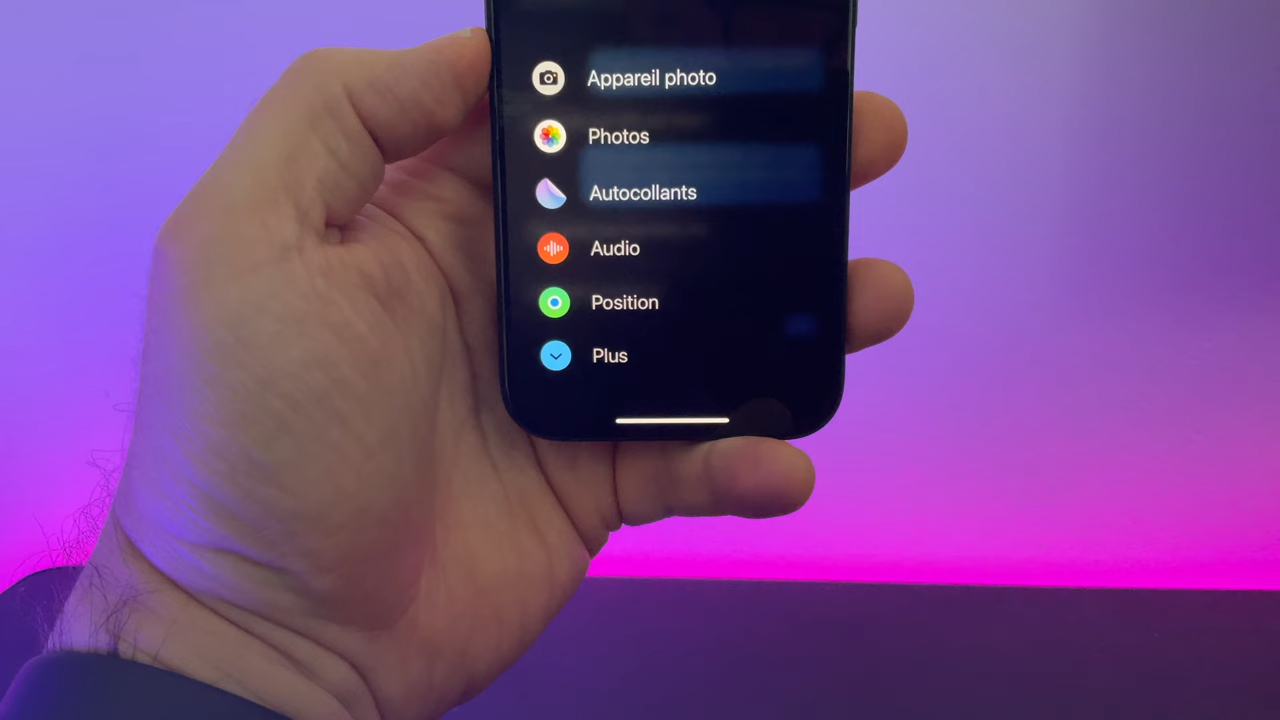 Appareil photo
Photos
Autocollants
Audio
Position
Plus